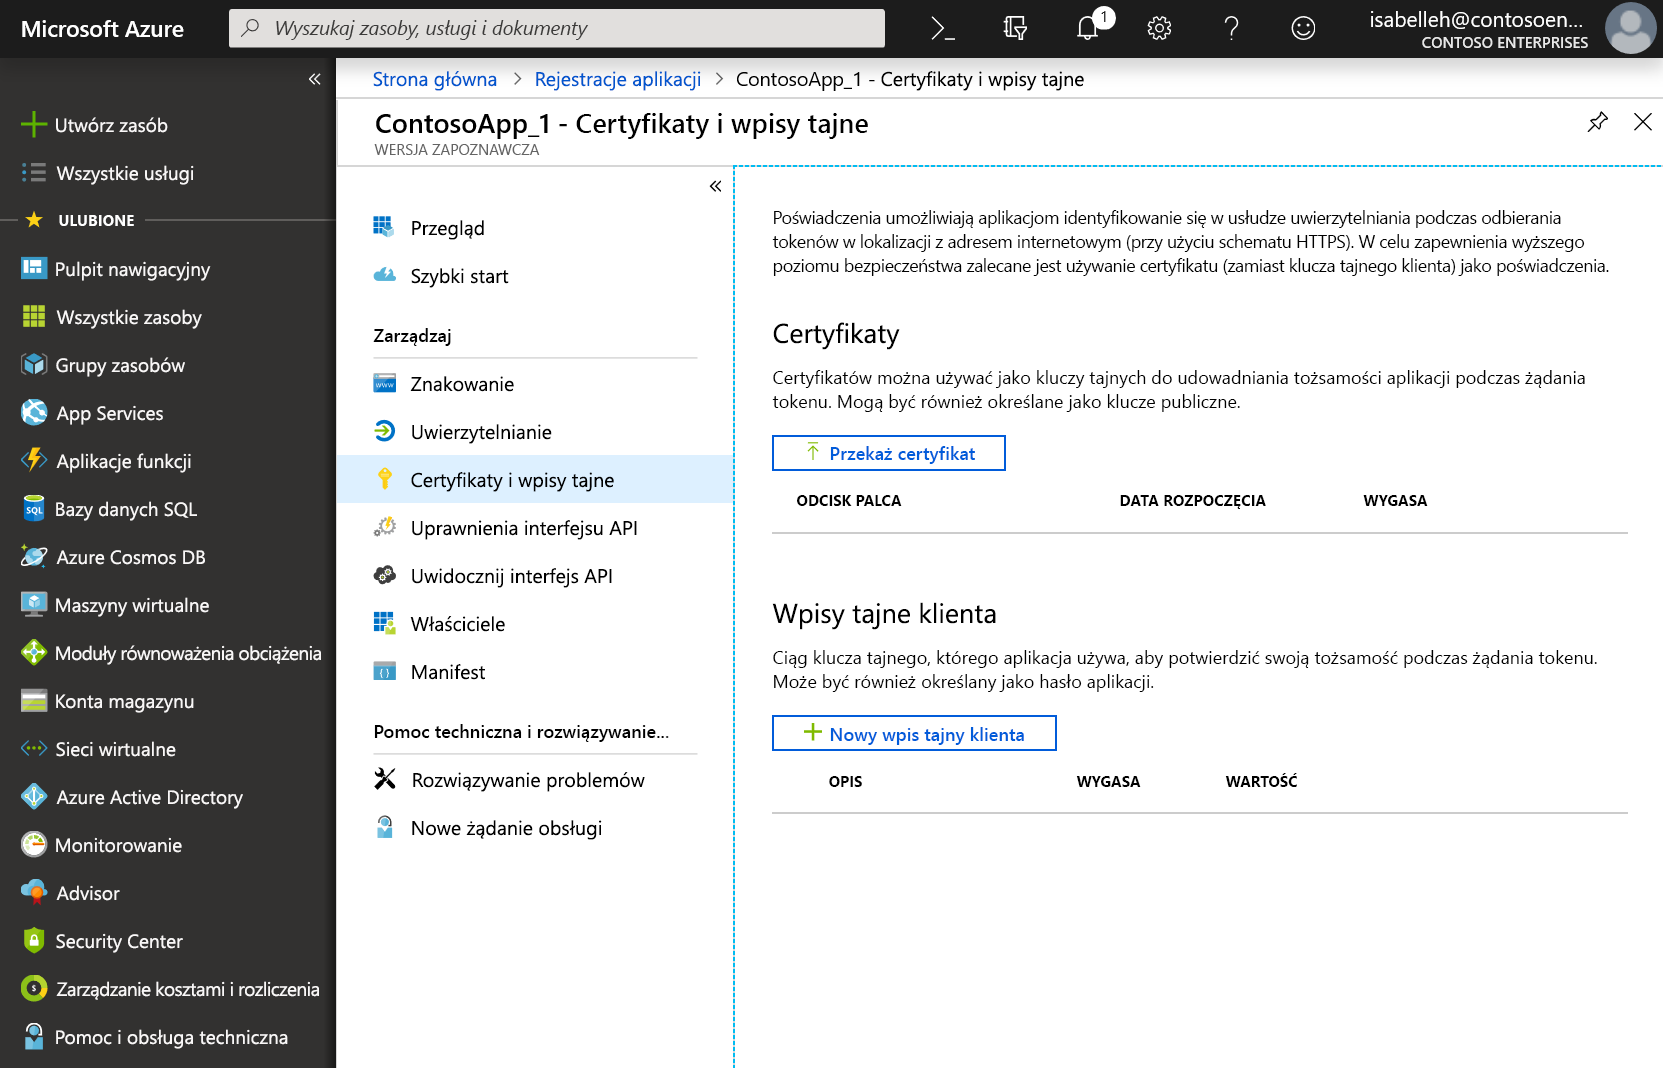 Microsoft Azure
Wyszukaj zasoby, usługi i dokumenty
1
isabelleh@contosoen...
CONTOSO ENTERPRISES
Utwórz zasób
Wszystkie usługi
ULUBIONE
Pulpit nawigacyjny
Wszystkie zasoby
Grupy zasobów
App Services
Aplikacje funkcji
SQL
Bazy danych SQL
Azure Cosmos DB
Maszyny wirtualne
Moduły równoważenia obciążenia
Konta magazynu
Sieci wirtualne
Azure Active Directory
Monitorowanie
Advisor
Security Center
Zarządzanie kosztami i rozliczenia
Pomoc i obsługa techniczna
Strona główna > Rejestracje aplikacji > ContosoApp_1 - Certyfikaty i wpisy tajne
ContosoApp_1 - Certyfikaty i wpisy tajne
WERSJA ZAPOZNAWCZA
Przegląd
Szybki start
Zarządzaj
www
Znakowanie
Uwierzytelnianie
Certyfikaty i wpisy tajne
Uprawnienia interfejsu API
Uwidocznij interfejs API
Właściciele
Manifest
Pomoc techniczna i rozwiązywanie...
Rozwiązywanie problemów
Nowe żądanie obsługi
Poświadczenia umożliwiają aplikacjom identyfikowanie się w usłudze uwierzytelniania podczas odbierania
tokenów w lokalizacji z adresem internetowym (przy użyciu schematu HTTPS). W celu zapewnienia wyższego
poziomu bezpieczeństwa zalecane jest używanie certyfikatu (zamiast klucza tajnego klienta) jako poświadczenia.
Certyfikaty
Certyfikatów można używać jako kluczy tajnych do udowadniania tożsamości aplikacji podczas żądania
tokenu. Mogą być również określane jako klucze publiczne.
Przekaż certyfikat
ODCISK PALCA DATA ROZPOCZĘCIA WYGASA
Wpisy tajne klienta
Ciąg klucza tajnego, którego aplikacja używa, aby potwierdzić swoją tożsamość podczas żądania tokenu.
Może być również określany jako hasło aplikacji.
Nowy wpis tajny klienta
OPIS WYGASA WARTOŚĆ